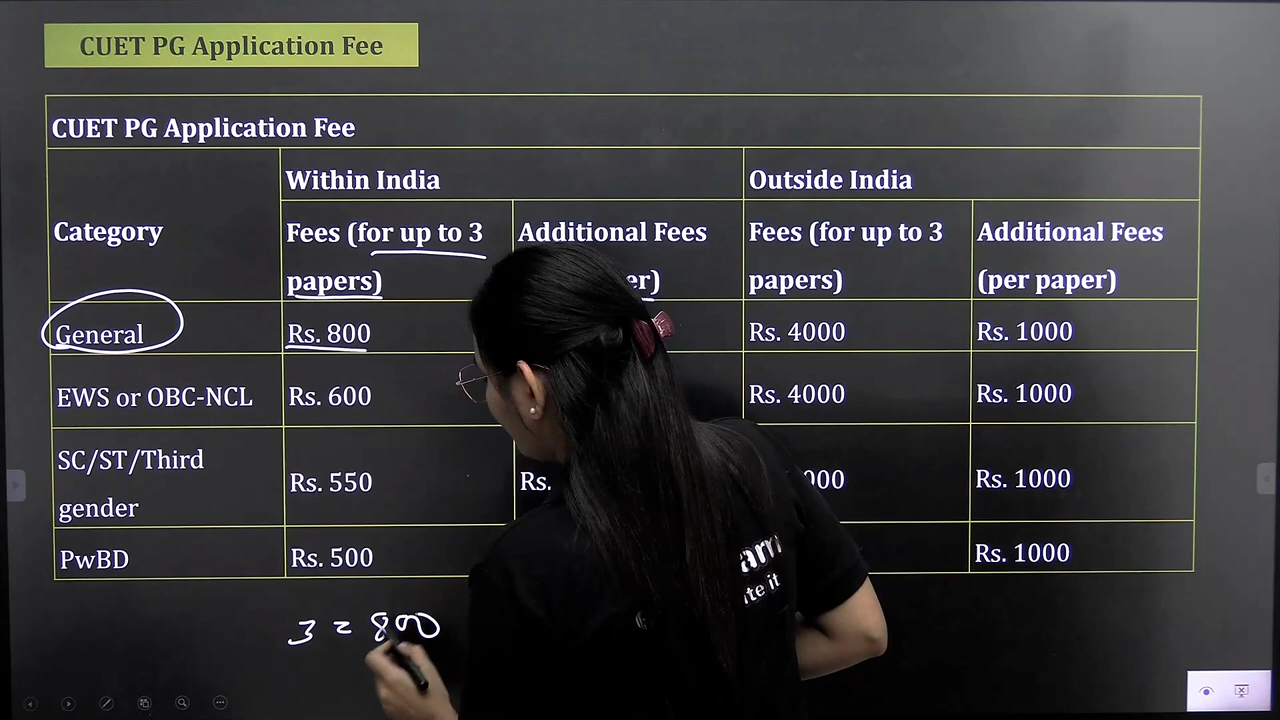 CUET PG Application Fee
CUET PG Application Fee
Category
Within India
Outside India
Fees (for up to 3
papers)
Additional Fees
er)
Fees (for up to 3
papers)
Additional Fees
(per paper)
General
Rs. 800
Rs. 4000
Rs. 1000
EWS or OBC-NCL
Rs. 600
Rs. 4000
Rs. 1000
SC/ST/Third
gender
Rs. 550
Rs.
000
Rs. 1000
PwBD
Rs. 500
Rs. 1000
3 = 800
am
te it